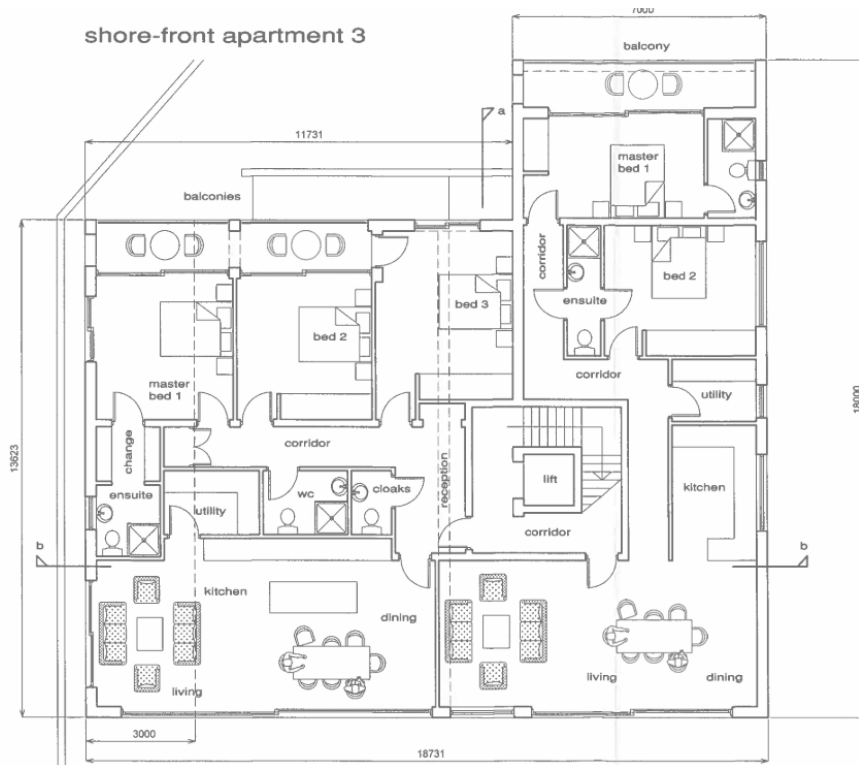 7000
shore-front apartment 3
balcony
a
11731
master
bed 1
balconies
corridor
bed 2
ensuite
bed 3
bed 2
master
bed 1
corridor
utility
18000
13623
change
corridor
reception
lift
kitchen
ensuite
utility
wc
cloaks
corridor
b
b
kitchen
dining
living
living
dining
3000
18731